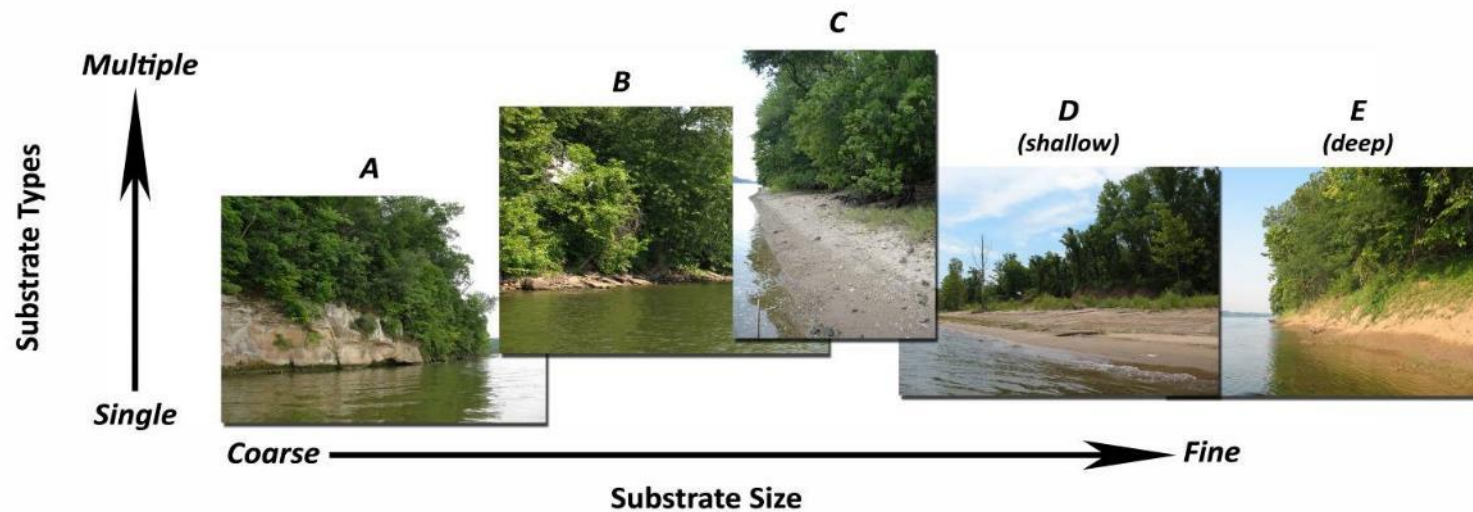 C
Multiple
B
D
(shallow)
E
(deep)
A
Substrate Types
Single
Coarse
Fine
Substrate Size